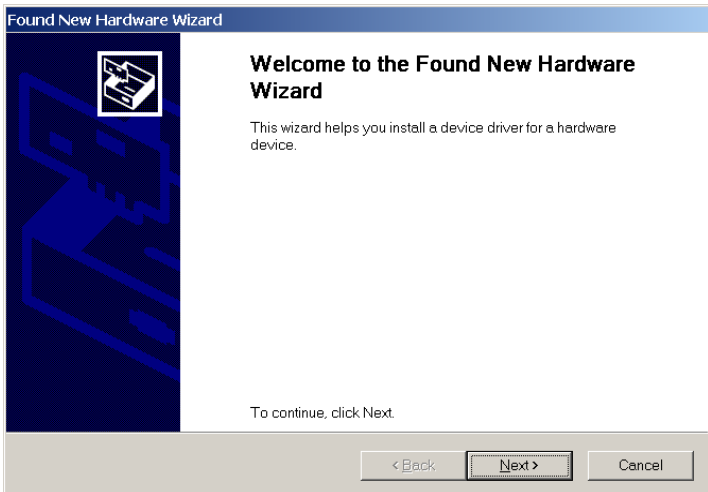 Found New Hardware Wizard
Welcome to the Found New Hardware
Wizard
This wizard helps you install a device driver for a hardware
device.
To continue, click Next.
< Back
Next >
Cancel